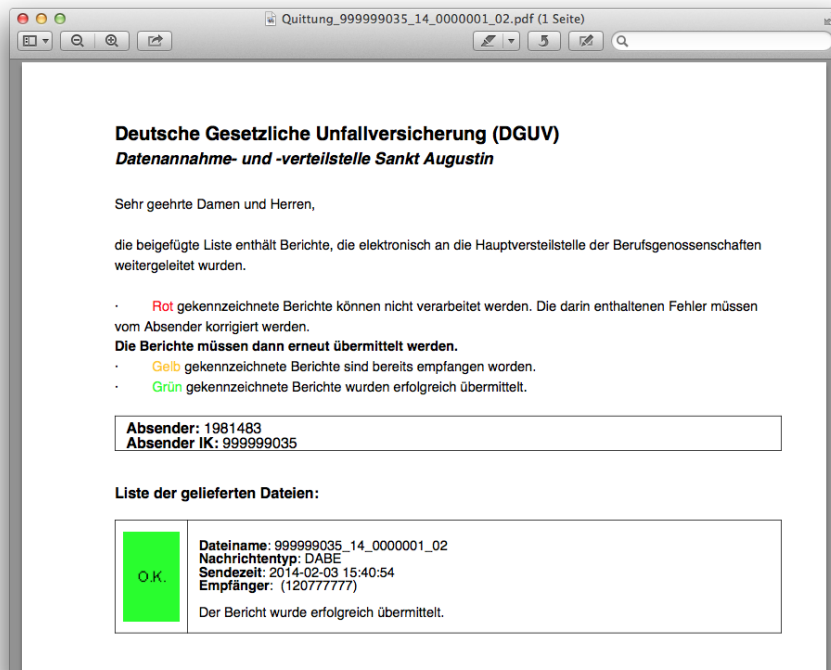 Quittung_999999035_14_0000001_02.pdf (1 Seite)
Deutsche Gesetzliche Unfallversicherung (DGUV)
Datenannahme- und -verteilstelle Sankt Augustin
Sehr geehrte Damen und Herren,
die beigefügte Liste enthält Berichte, die elektronisch an die Hauptversteilstelle der Berufsgenossenschaften
weitergeleitet wurden.
· Rot gekennzeichnete Berichte können nicht verarbeitet werden. Die darin enthaltenen Fehler müssen
vom Absender korrigiert werden.
Die Berichte müssen dann erneut übermittelt werden.
· Gelb gekennzeichnete Berichte sind bereits empfangen worden.
· Grün gekennzeichnete Berichte wurden erfolgreich übermittelt.
Absender: 1981483
Absender IK: 999999035
Liste der gelieferten Dateien:
O.K.
Dateiname: 999999035_14_0000001_02
Nachrichtentyp: DABE
Sendezeit: 2014-02-03 15:40:54
Empfänger: (120777777)
Der Bericht wurde erfolgreich übermittelt.